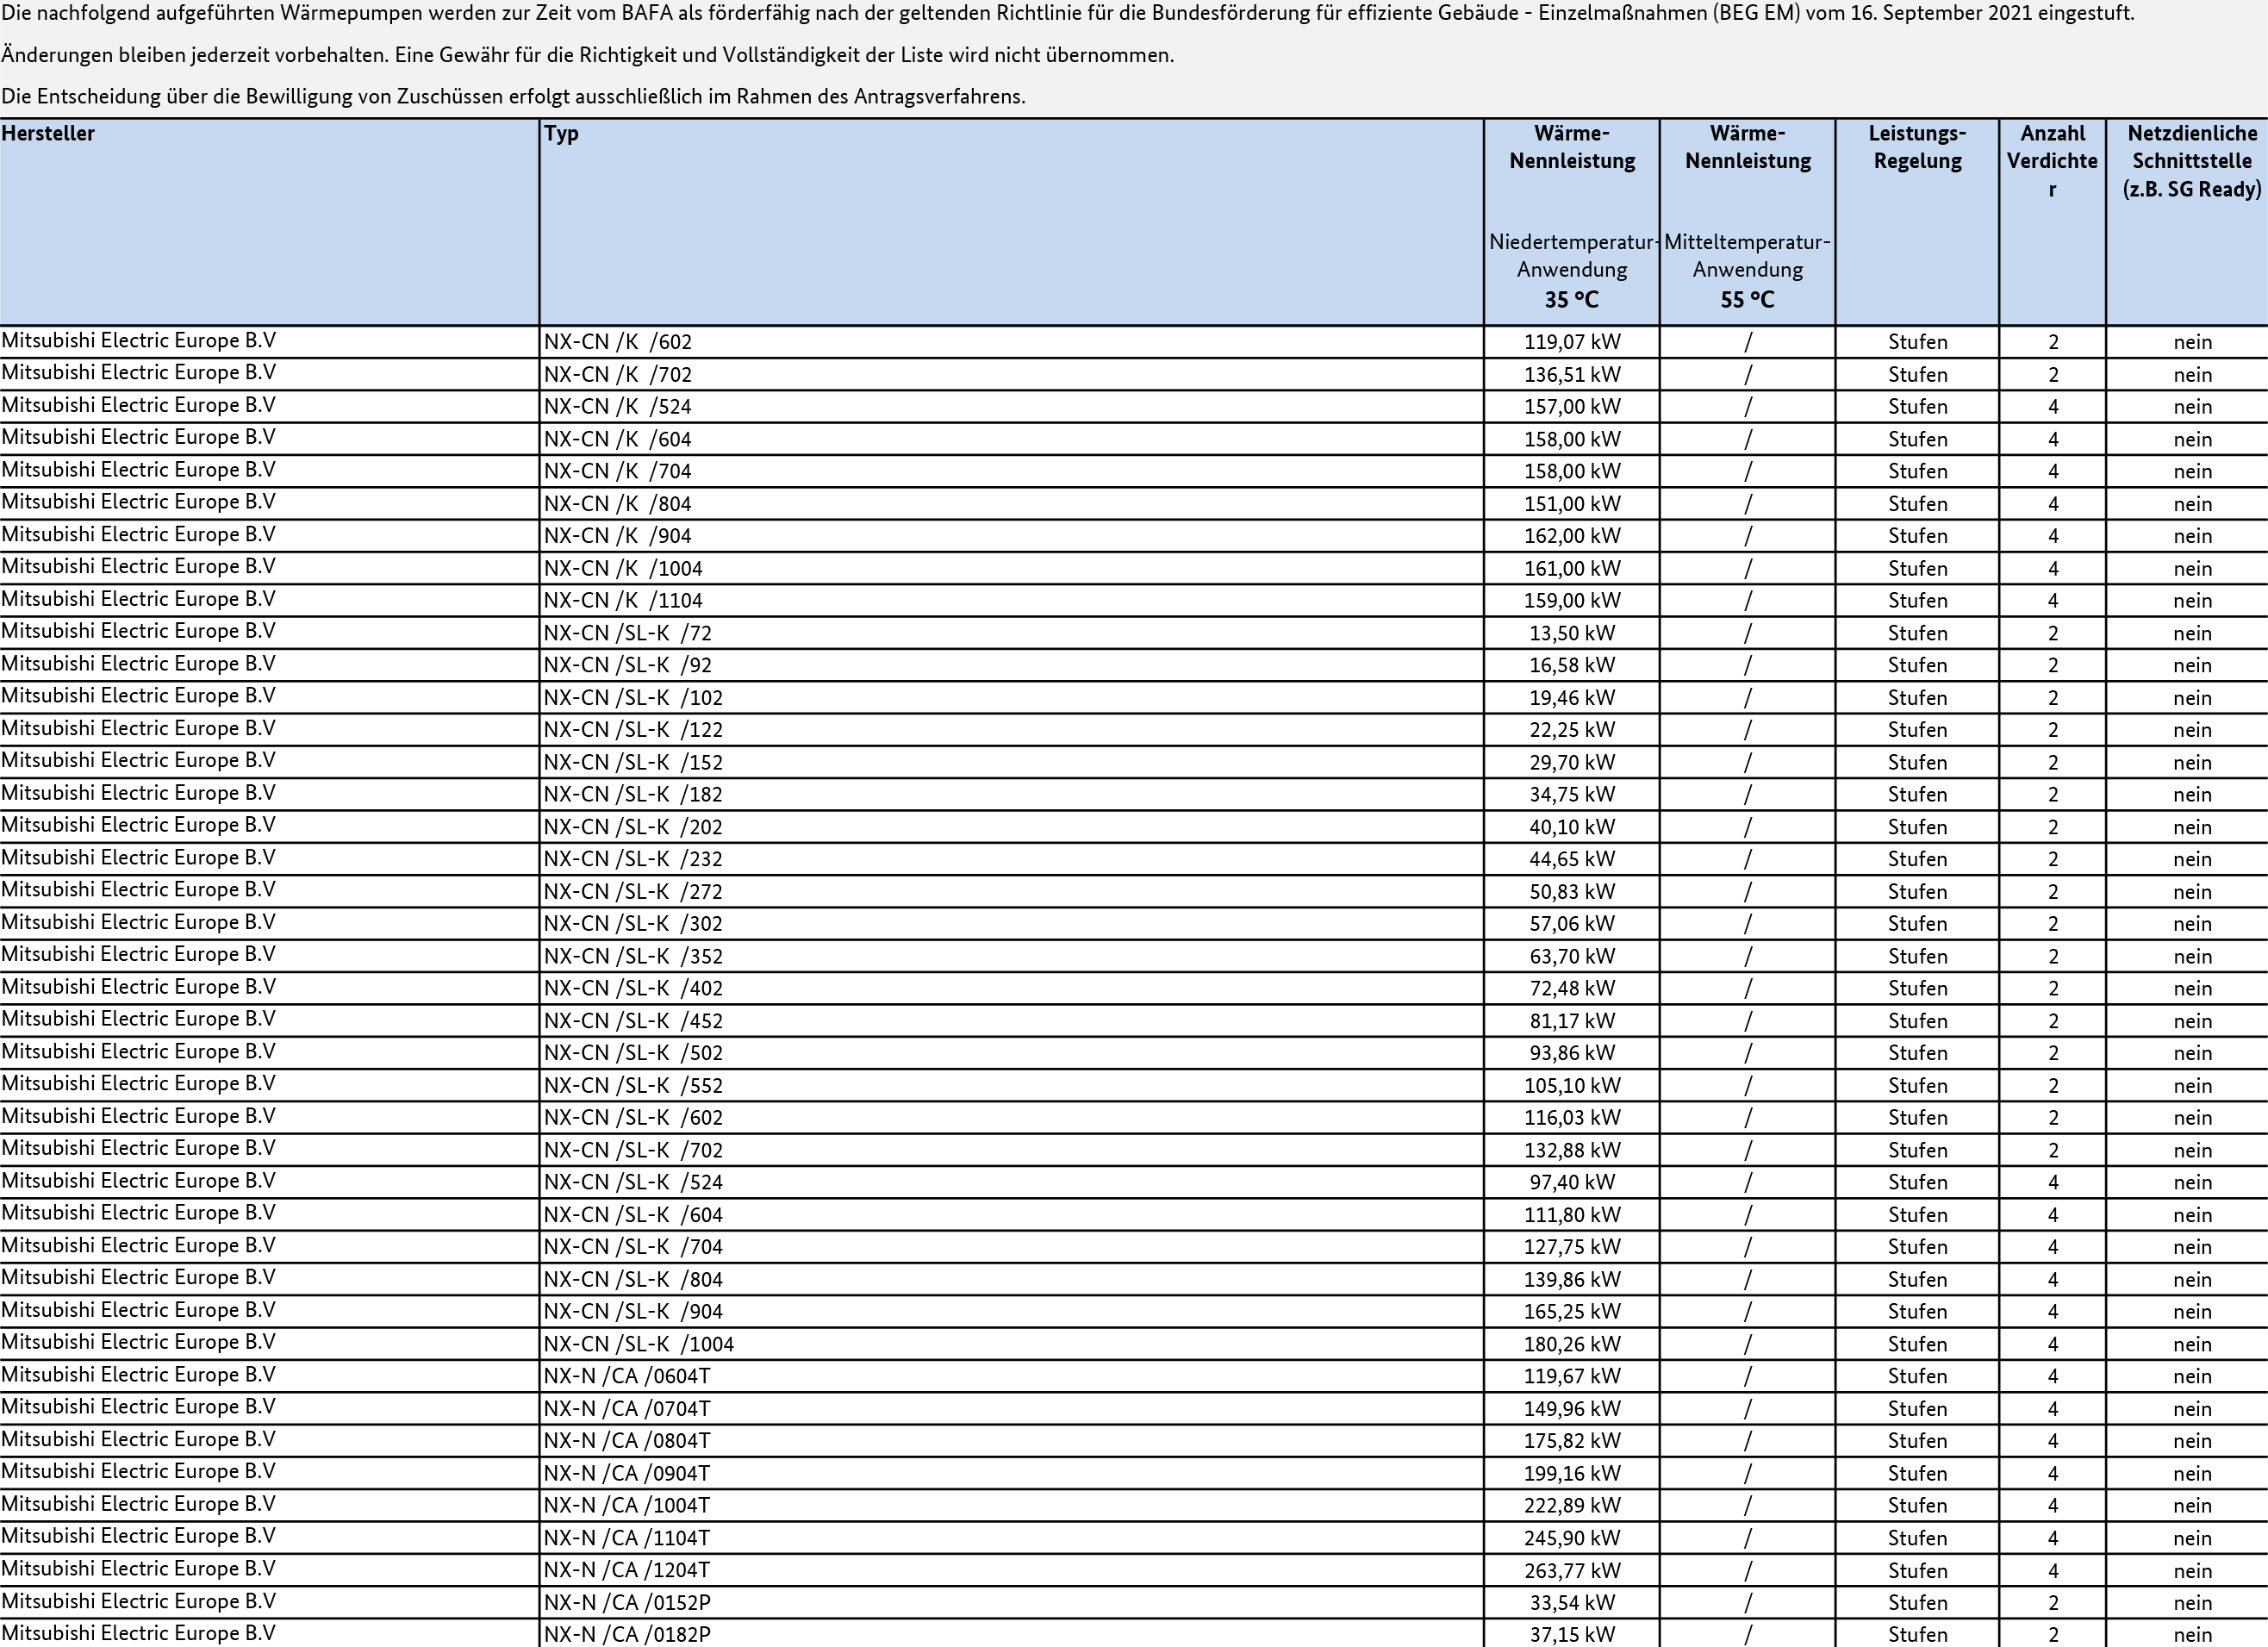 Die nachfolgend aufgeführten Wärmepumpen werden zur Zeit vom BAFA als förderfähig nach der geltenden Richtlinie für die Bundesförderung für effiziente Gebäude - Einzelmaßnahmen (BEG EM) vom 16. September 2021 eingestuft.
Änderungen bleiben jederzeit vorbehalten. Eine Gewähr für die Richtigkeit und Vollständigkeit der Liste wird nicht übernommen.
Die Entscheidung über die Bewilligung von Zuschüssen erfolgt ausschließlich im Rahmen des Antragsverfahrens.
Hersteller Typ Wärme- Wärme- Leistungs- Anzahl Netzdienliche
Nennleistung Nennleistung Regelung Verdichte Schnittstelle
r (z.B. SG Ready)
Niedertemperatur- Mitteltemperatur-
Anwendung Anwendung
35 °C 55 °C
Mitsubishi Electric Europe B.V NX-CN /K  /602 119,07 kW / Stufen 2 nein
Mitsubishi Electric Europe B.V NX-CN /K  /702 136,51 kW / Stufen 2 nein
Mitsubishi Electric Europe B.V NX-CN /K  /524 157,00 kW / Stufen 4 nein
Mitsubishi Electric Europe B.V NX-CN /K  /604 158,00 kW / Stufen 4 nein
Mitsubishi Electric Europe B.V NX-CN /K  /704 158,00 kW / Stufen 4 nein
Mitsubishi Electric Europe B.V NX-CN /K  /804 151,00 kW / Stufen 4 nein
Mitsubishi Electric Europe B.V NX-CN /K  /904 162,00 kW / Stufen 4 nein
Mitsubishi Electric Europe B.V NX-CN /K  /1004 161,00 kW / Stufen 4 nein
Mitsubishi Electric Europe B.V NX-CN /K  /1104 159,00 kW / Stufen 4 nein
Mitsubishi Electric Europe B.V NX-CN /SL-K  /72 13,50 kW / Stufen 2 nein
Mitsubishi Electric Europe B.V NX-CN /SL-K  /92 16,58 kW / Stufen 2 nein
Mitsubishi Electric Europe B.V NX-CN /SL-K  /102 19,46 kW / Stufen 2 nein
Mitsubishi Electric Europe B.V NX-CN /SL-K  /122 22,25 kW / Stufen 2 nein
Mitsubishi Electric Europe B.V NX-CN /SL-K  /152 29,70 kW / Stufen 2 nein
Mitsubishi Electric Europe B.V NX-CN /SL-K  /182 34,75 kW / Stufen 2 nein
Mitsubishi Electric Europe B.V NX-CN /SL-K  /202 40,10 kW / Stufen 2 nein
Mitsubishi Electric Europe B.V NX-CN /SL-K  /232 44,65 kW / Stufen 2 nein
Mitsubishi Electric Europe B.V NX-CN /SL-K  /272 50,83 kW / Stufen 2 nein
Mitsubishi Electric Europe B.V NX-CN /SL-K  /302 57,06 kW / Stufen 2 nein
Mitsubishi Electric Europe B.V NX-CN /SL-K  /352 63,70 kW / Stufen 2 nein
Mitsubishi Electric Europe B.V NX-CN /SL-K  /402 72,48 kW / Stufen 2 nein
Mitsubishi Electric Europe B.V NX-CN /SL-K  /452 81,17 kW / Stufen 2 nein
Mitsubishi Electric Europe B.V NX-CN /SL-K  /502 93,86 kW / Stufen 2 nein
Mitsubishi Electric Europe B.V NX-CN /SL-K  /552 105,10 kW / Stufen 2 nein
Mitsubishi Electric Europe B.V NX-CN /SL-K  /602 116,03 kW / Stufen 2 nein
Mitsubishi Electric Europe B.V NX-CN /SL-K  /702 132,88 kW / Stufen 2 nein
Mitsubishi Electric Europe B.V NX-CN /SL-K  /524 97,40 kW / Stufen 4 nein
Mitsubishi Electric Europe B.V NX-CN /SL-K  /604 111,80 kW / Stufen 4 nein
Mitsubishi Electric Europe B.V NX-CN /SL-K  /704 127,75 kW / Stufen 4 nein
Mitsubishi Electric Europe B.V NX-CN /SL-K  /804 139,86 kW / Stufen 4 nein
Mitsubishi Electric Europe B.V NX-CN /SL-K  /904 165,25 kW / Stufen 4 nein
Mitsubishi Electric Europe B.V NX-CN /SL-K  /1004 180,26 kW / Stufen 4 nein
Mitsubishi Electric Europe B.V NX-N /CA /0604T 119,67 kW / Stufen 4 nein
Mitsubishi Electric Europe B.V NX-N /CA /0704T 149,96 kW / Stufen 4 nein
Mitsubishi Electric Europe B.V NX-N /CA /0804T 175,82 kW / Stufen 4 nein
Mitsubishi Electric Europe B.V NX-N /CA /0904T 199,16 kW / Stufen 4 nein
Mitsubishi Electric Europe B.V NX-N /CA /1004T 222,89 kW / Stufen 4 nein
Mitsubishi Electric Europe B.V NX-N /CA /1104T 245,90 kW / Stufen 4 nein
Mitsubishi Electric Europe B.V NX-N /CA /1204T 263,77 kW / Stufen 4 nein
Mitsubishi Electric Europe B.V NX-N /CA /0152P 33,54 kW / Stufen 2 nein
Mitsubishi Electric Europe B.V NX-N /CA /0182P 37,15 kW / Stufen 2 nein